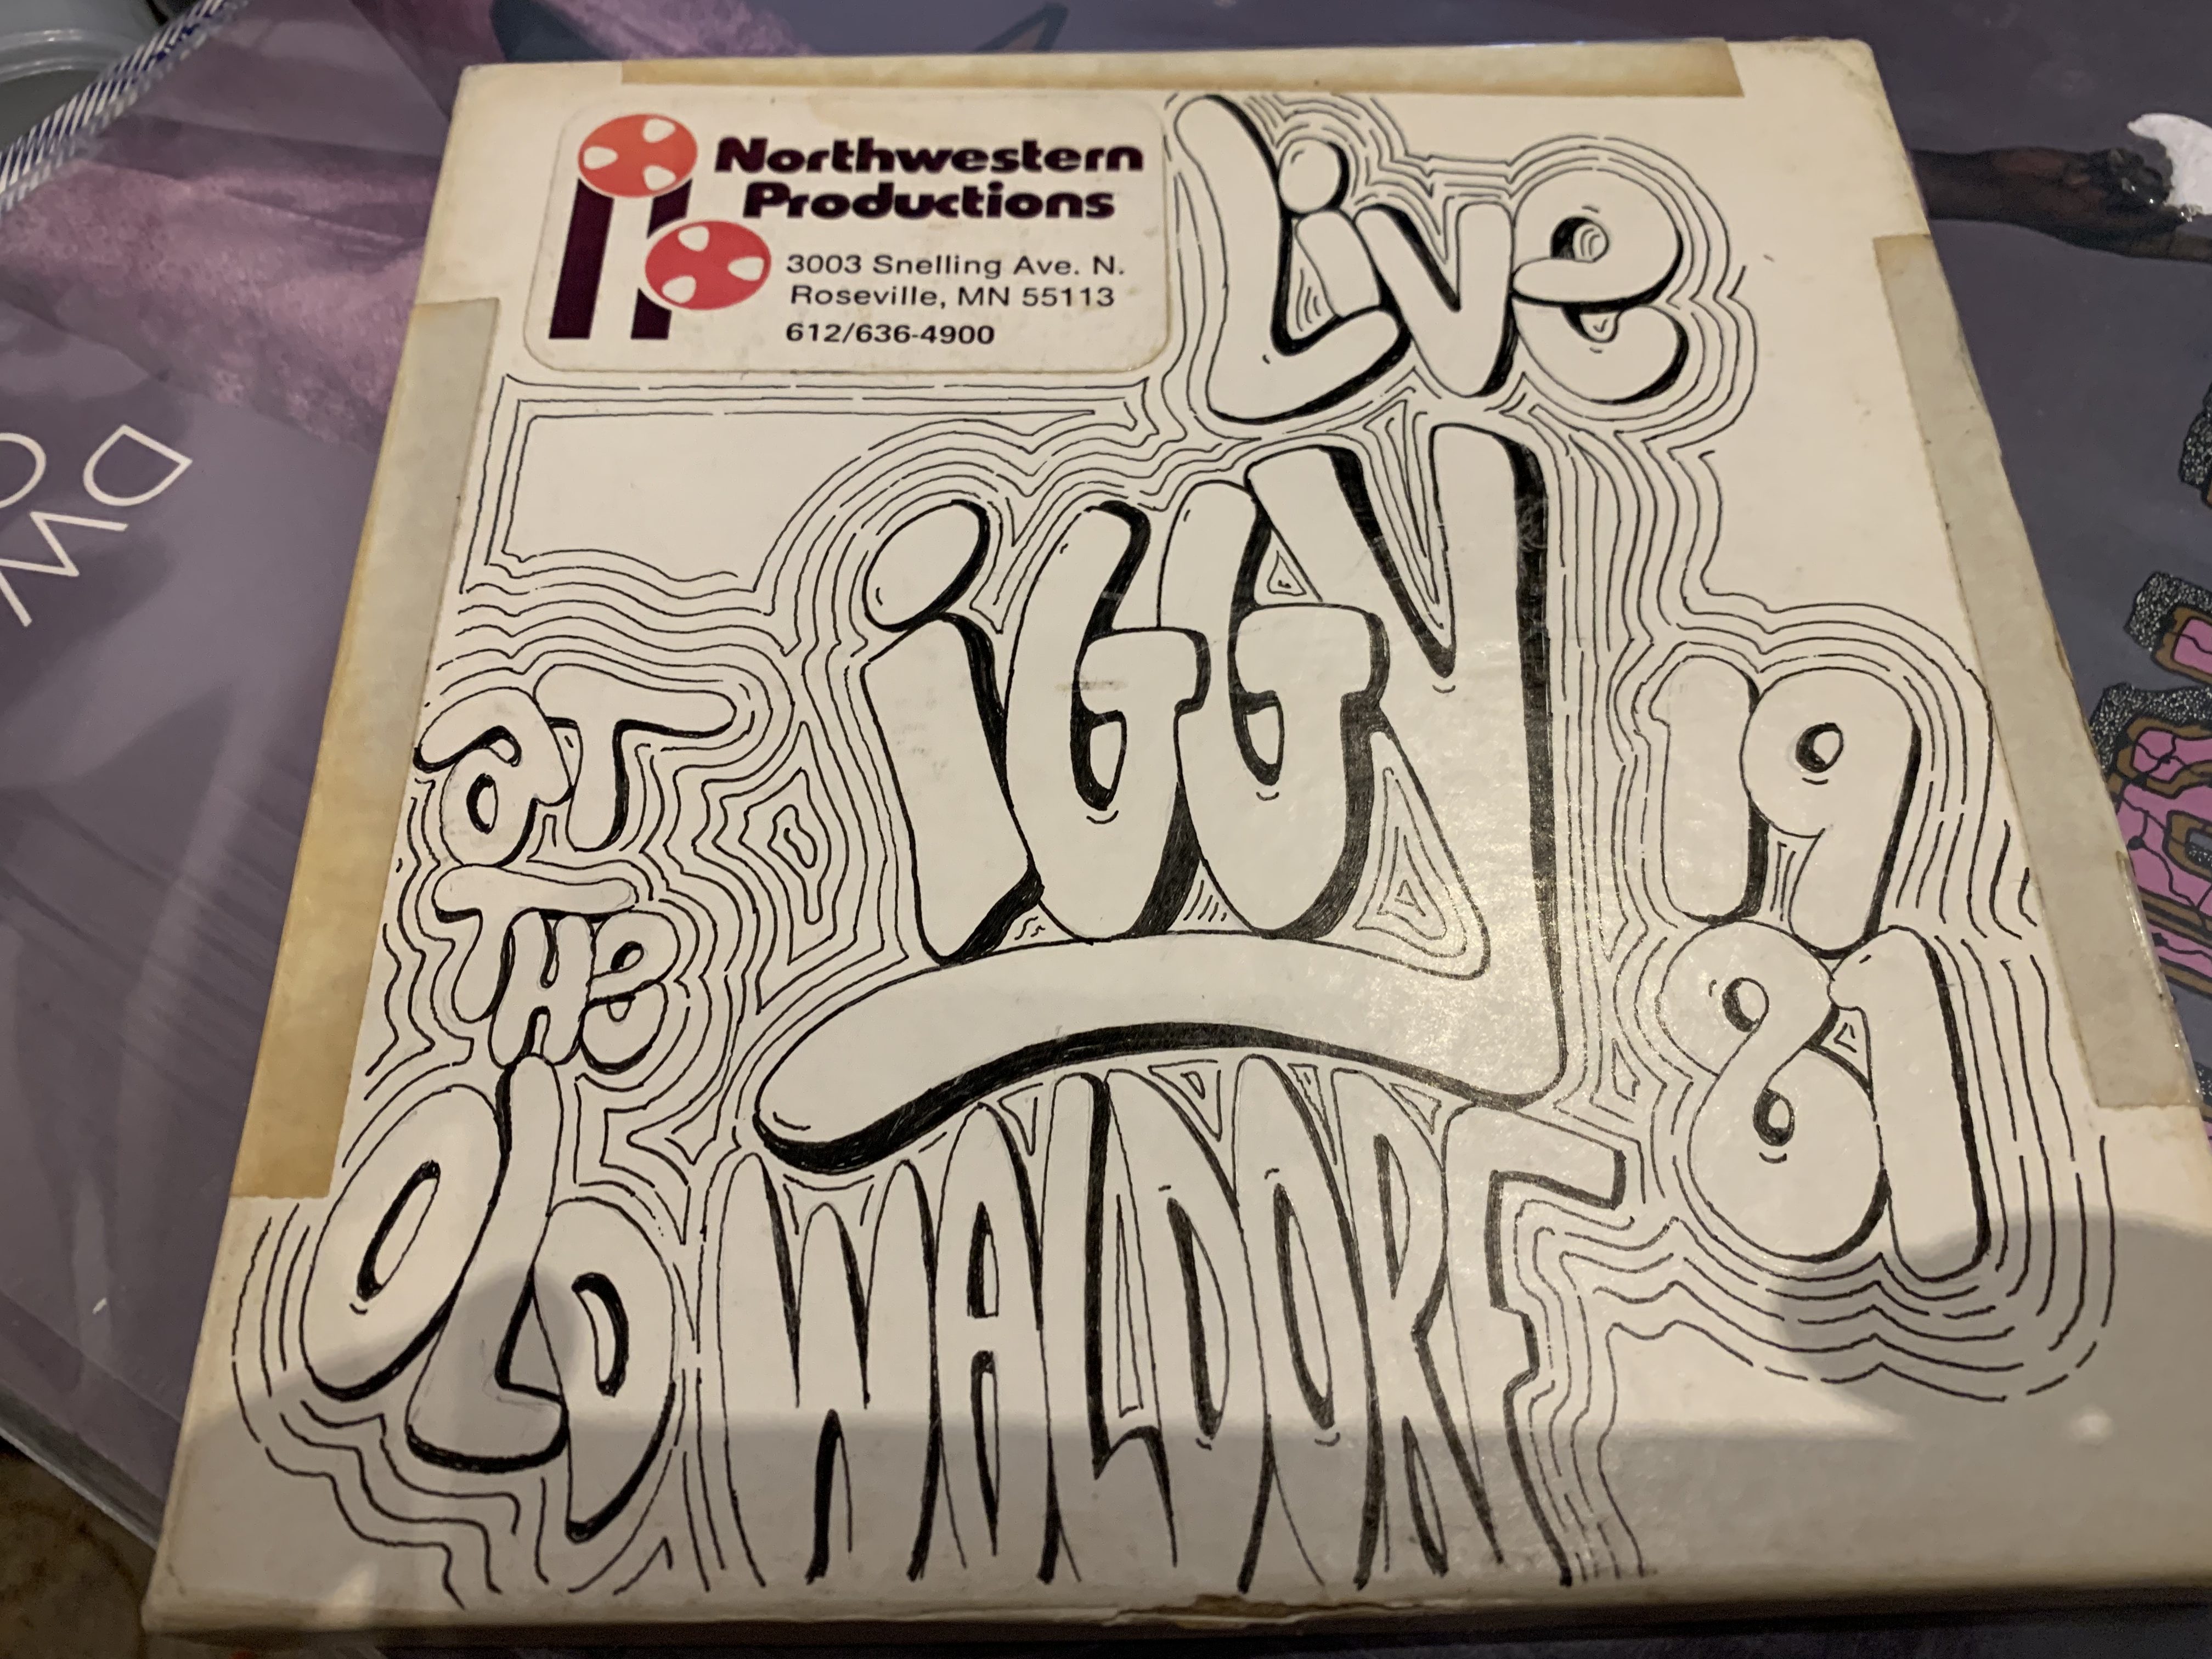 Northwestern
Productions
3003 Snelling Ave. N.
Roseville, MN 55113
612/636-4900
Live
iGGY
aT
THe
OLD
WALDORF
19
81